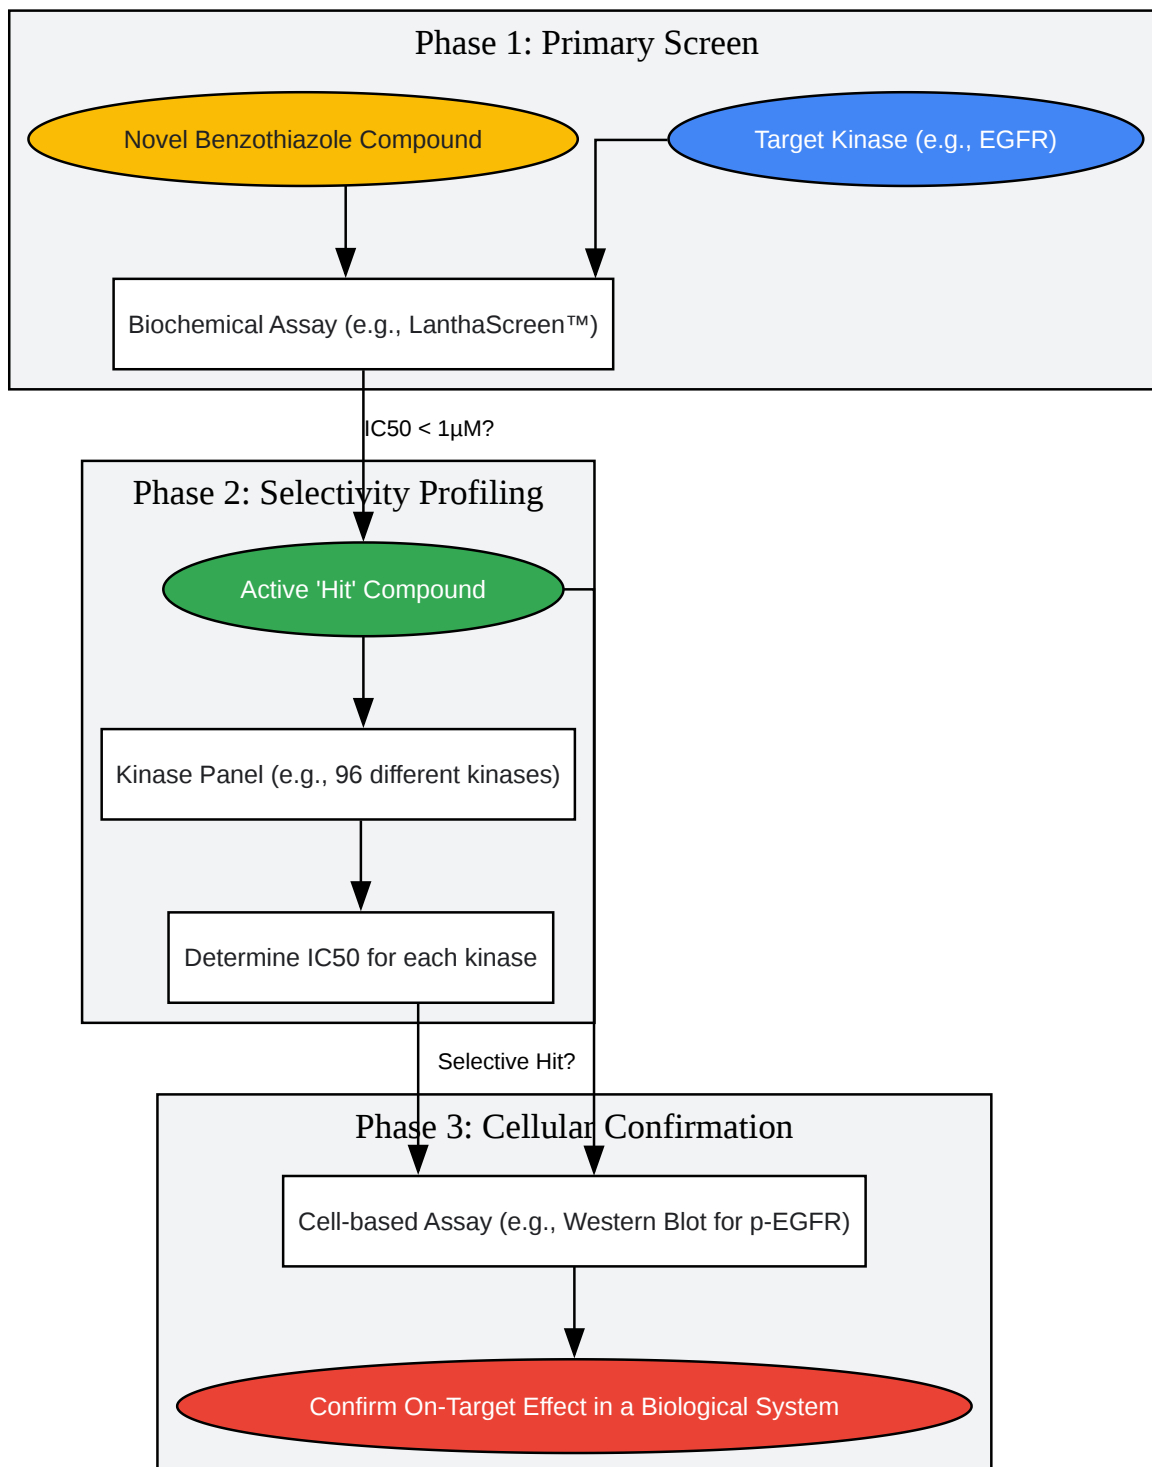 Phase 1: Primary Screen
Novel Benzothiazole Compound
Target Kinase (e.g., EGFR)
Biochemical Assay (e.g., LanthaScreen™)
IC50 < 1µM?
Phase 2: Selectivity Profiling
Active 'Hit' Compound
Kinase Panel (e.g., 96 different kinases)
Determine IC50 for each kinase
Selective Hit?
Phase 3: Cellular Confirmation
Cell-based Assay (e.g., Western Blot for p-EGFR)
Confirm On-Target Effect in a Biological System